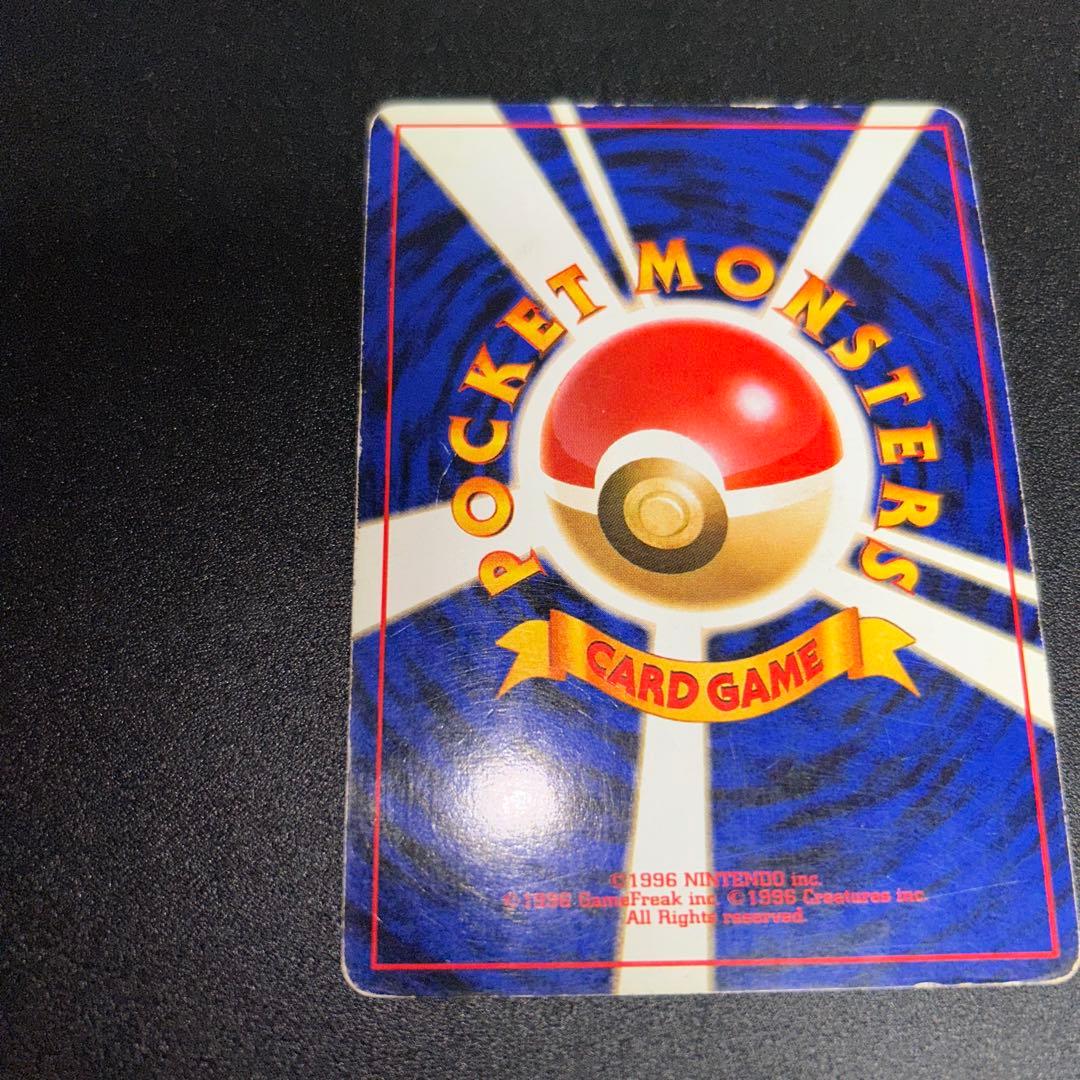 POCKET MONSTERS
CARD GAME
©1996 NINTENDO inc.
©1996 GameFreak inc. ©1996 Creatures inc.
All Rights reserved.